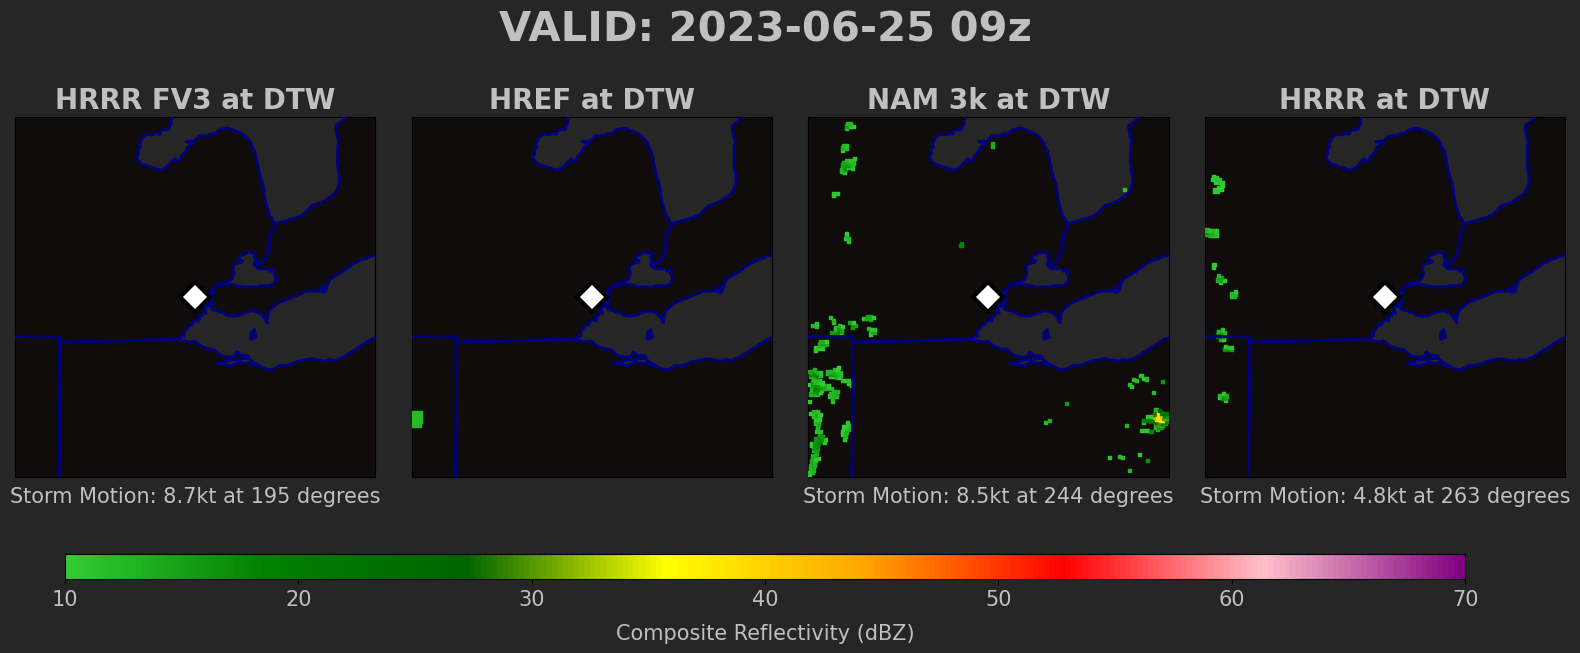 VALID: 2023-06-25 09z
HRRR FV3 at DTW
HREF at DTW
NAM 3k at DTW
HRRR at DTW
Storm Motion: 8.7kt at 195 degrees
Storm Motion: 8.5kt at 244 degrees
Storm Motion: 4.8kt at 263 degrees
10 20 30 40 50 60 70
Composite Reflectivity (dBZ)